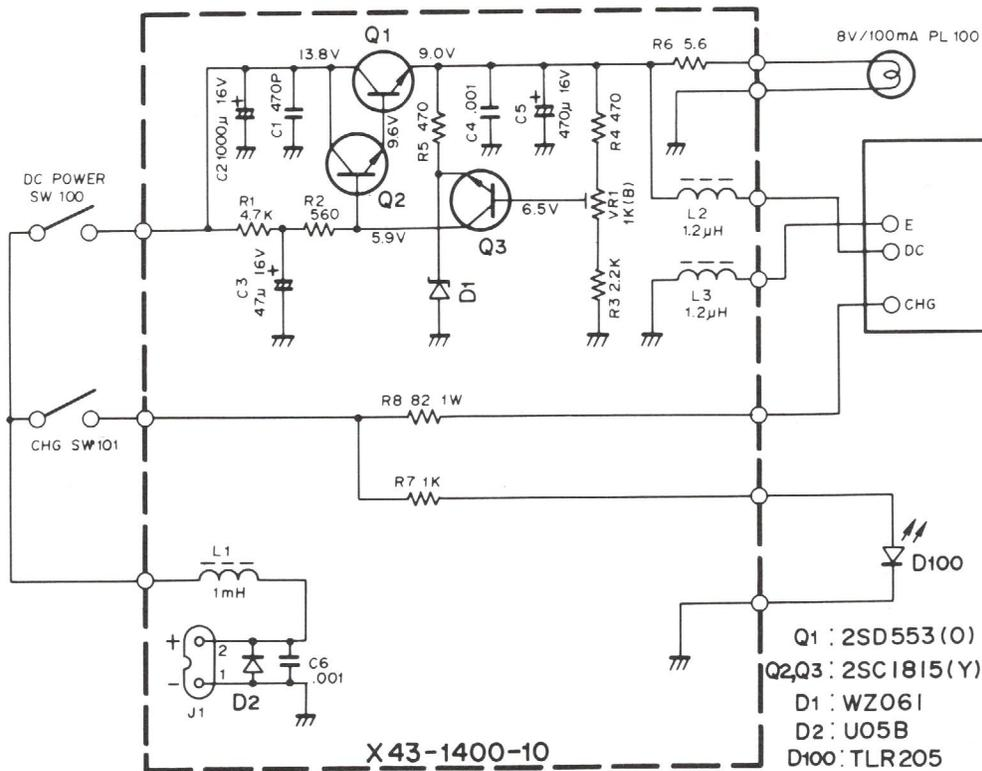 Q1
8V/100mA PL 100
13.8V
9.0V
R6 5.6
C2 1000μ 16V
+
C1 470P
9.6V
R5 470
C4 .001
C5
470μ 16V
+
R4 470
DC POWER
SW 100
Q2
R1
4.7K
R2
560
5.9V
Q3
6.5V
VR1
1K(B)
L2
1.2μH
E
DC
C3
47μ 16V
+
D1
R3 2.2K
L3
1.2μH
CHG
CHG SW101
R8 82 1W
R7 1K
L1
1mH
D100
+
2
-
1
J1
D2
C6
.001
X43-1400-10
Q1 : 2SD553(O)
Q2,Q3 : 2SC1815(Y)
D1 : WZ061
D2 : U05B
D100 : TLR205